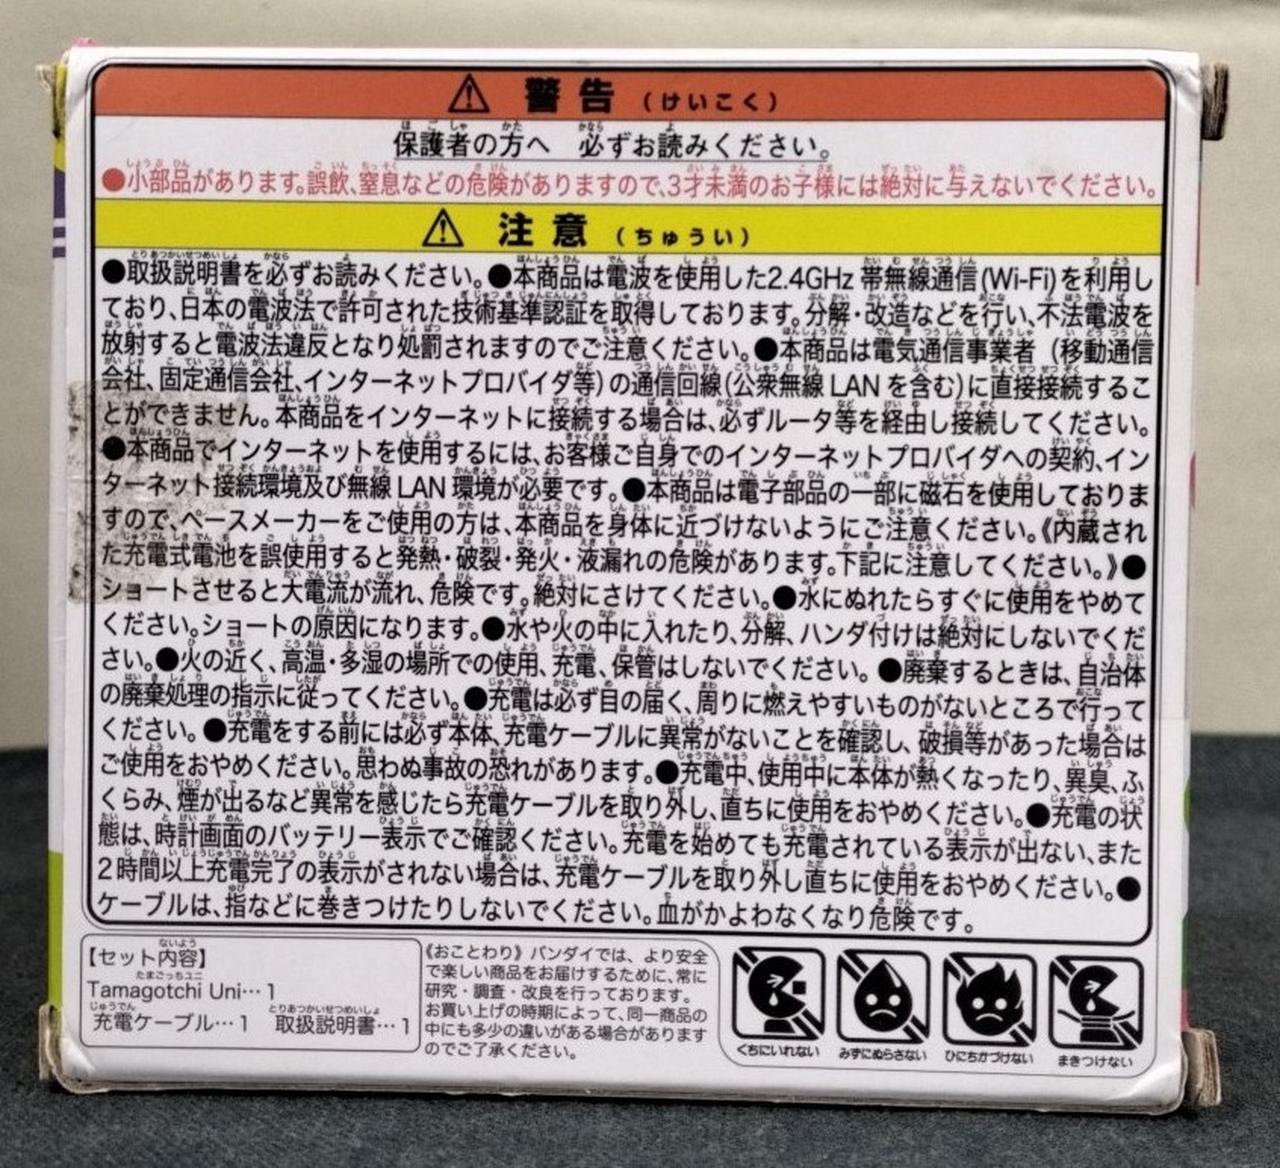 ⚠ 警告 (けいこく)
保護者の方へ 必ずお読みください。
●小部品があります。誤飲、窒息などの危険がありますので、3才未満のお子様には絶対に与えないでください。
⚠ 注意 (ちゅうい)
●取扱説明書を必ずお読みください。●本商品は電波を使用した2.4GHz 帯無線通信(Wi-Fi)を利用し
ており、日本の電波法で許可された技術基準認証を取得しております。分解・改造などを行い、不法電波を
放射すると電波法違反となり処罰されますのでご注意ください。●本商品は電気通信事業者（移動通信
会社、固定通信会社、インターネットプロバイダ等）の通信回線(公衆無線 LAN を含む)に直接接続するこ
とができません。本商品をインターネットに接続する場合は、必ずルータ等を経由し接続してください。
●本商品でインターネットを使用するには、お客様ご自身でのインターネットプロバイダへの契約、イン
ターネット接続環境及び無線 LAN 環境が必要です。●本商品は電子部品の一部に磁石を使用しておりま
すので、ペースメーカーをご使用の方は、本商品を身体に近づけないようにご注意ください。《内蔵され
た充電式電池を誤使用すると発熱・破裂・発火・液漏れの危険があります。下記に注意してください。》●
ショートさせると大電流が流れ、危険です。絶対にさけてください。●水にぬれたらすぐに使用をやめて
ください。ショートの原因になります。●水や火の中に入れたり、分解、ハンダ付けは絶対にしないでくだ
さい。●火の近く、高温・多湿の場所での使用、充電、保管はしないでください。●廃棄するときは、自治体
の廃棄処理の指示に従ってください。●充電は必ず目の届く、周りに燃えやすいものがないところで行って
ください。●充電をする前には必ず本体、充電ケーブルに異常がないことを確認し、破損等があった場合は
ご使用をおやめください。思わぬ事故の恐れがあります。●充電中、使用中に本体が熱くなったり、異臭、ふ
くらみ、煙が出るなど異常を感じたら充電ケーブルを取り外し、直ちに使用をおやめください。●充電の状
態は、時計画面のバッテリー表示でご確認ください。充電を始めても充電されている表示が出ない、また
2時間以上充電完了の表示がされない場合は、充電ケーブルを取り外し直ちに使用をおやめください。●
ケーブルは、指などに巻きつけたりしないでください。血がかよわなくなり危険です。
【セット内容】
たまごっちユニ
Tamagotchi Uni…1
充電ケーブル…1 取扱説明書…1
《おことわり》バンダイでは、より安全
で楽しい商品をお届けするために、常に
研究・調査・改良を行っております。
お買い上げの時期によって、同一商品の
中にも多少の違いがある場合があります
のでご了承ください。
くちにいれない
みずにぬらさない
ひにちかづけない
まきつけない